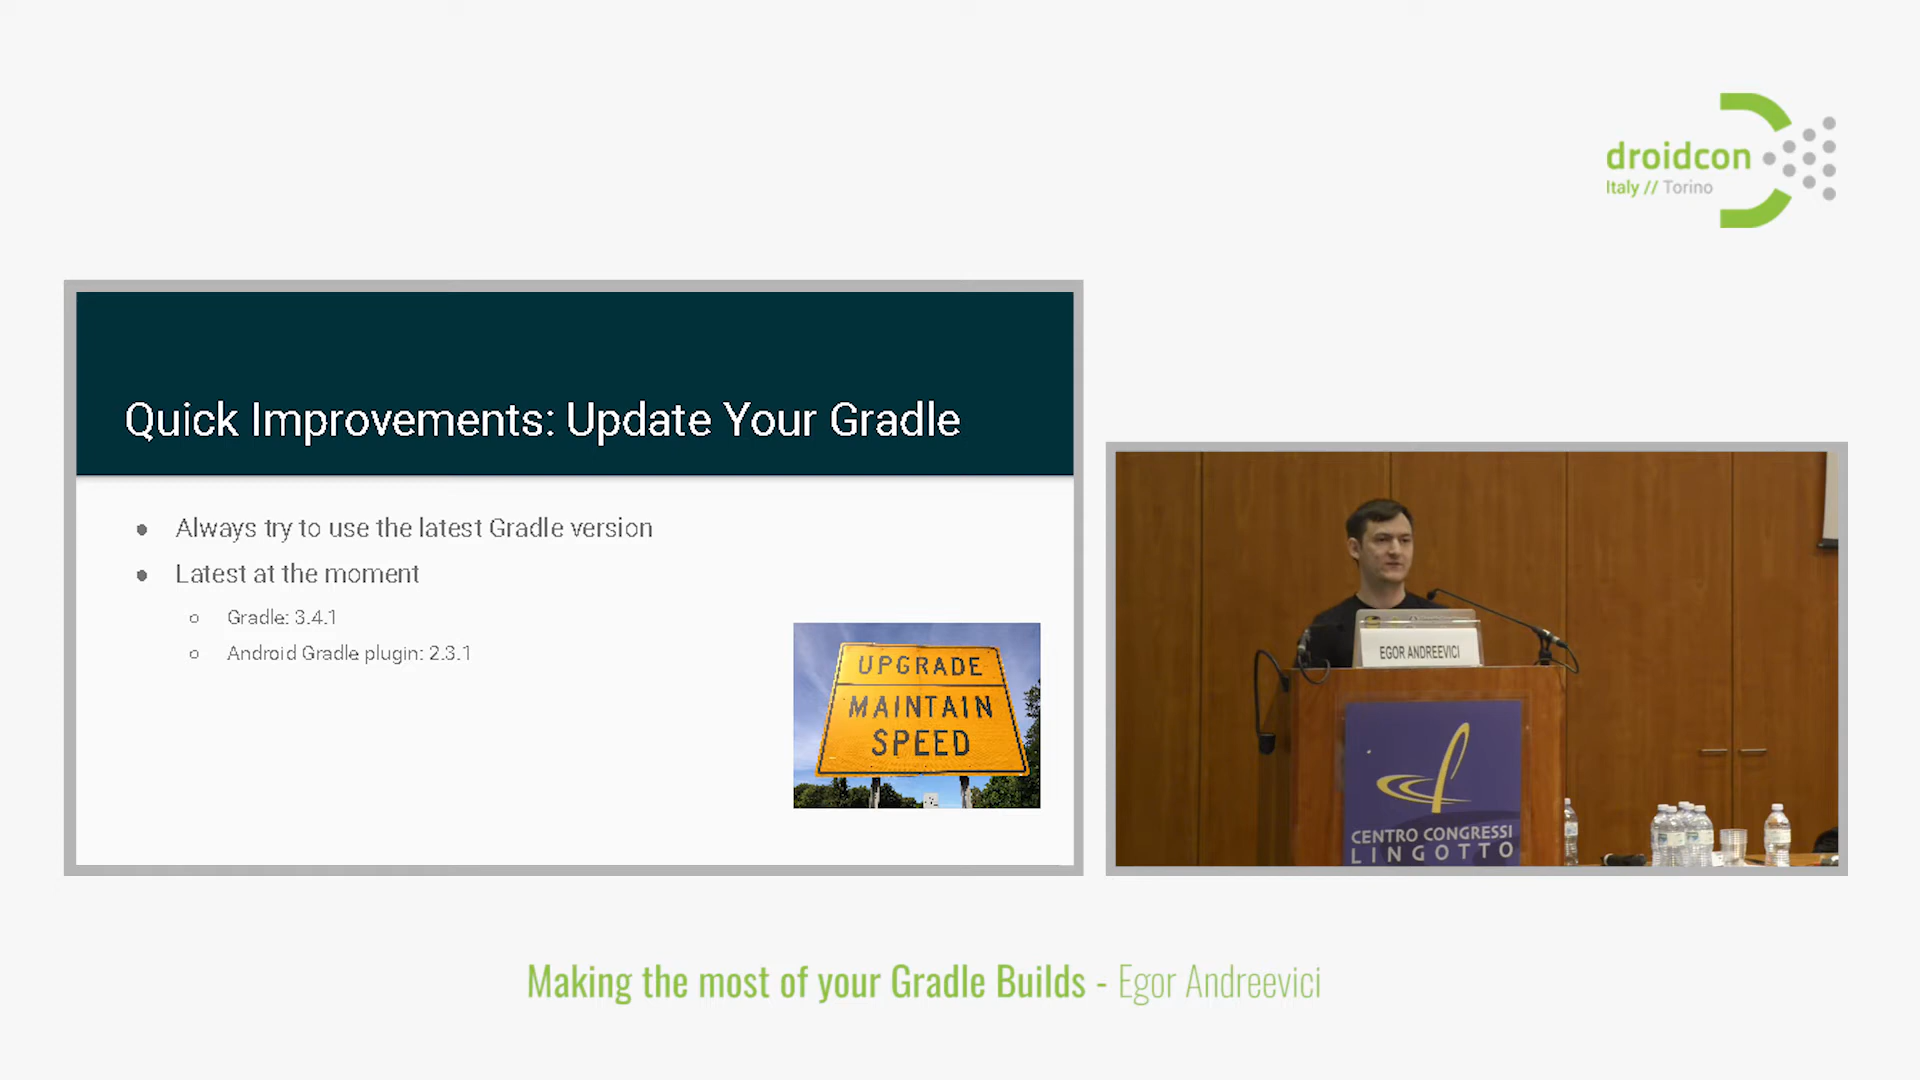 droidcon
Italy // Torino
Quick Improvements: Update Your Gradle
Always try to use the latest Gradle version
Latest at the moment
Gradle: 3.4.1
Android Gradle plugin: 2.3.1
UPGRADE
MAINTAIN
SPEED
EGOR ANDREEVICI
CENTRO CONGRESSI
LINGOTTO
Making the most of your Gradle Builds - Egor Andreevici